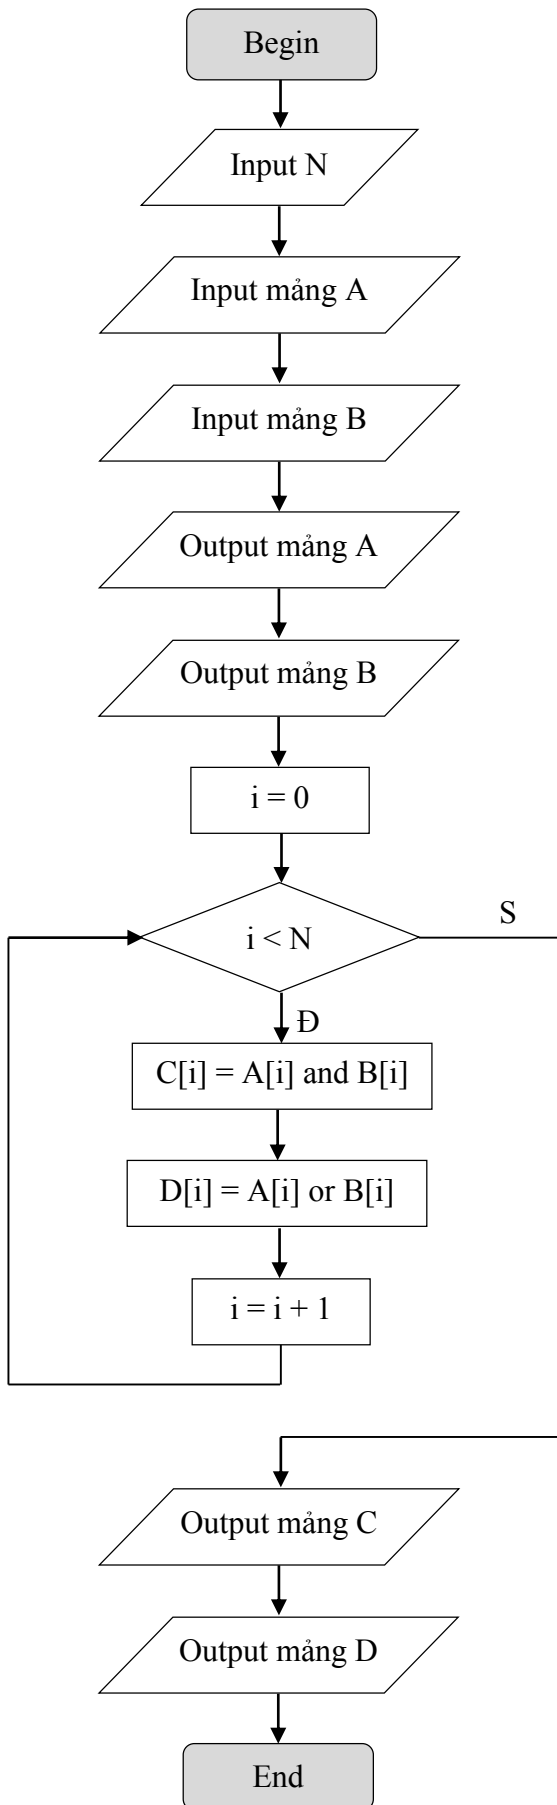 Begin
Input N
Input mảng A
Input mảng B
Output mảng A
Output mảng B
i = 0
i < N
S
Đ
C[i] = A[i] and B[i]
D[i] = A[i] or B[i]
i = i + 1
Output mảng C
Output mảng D
End